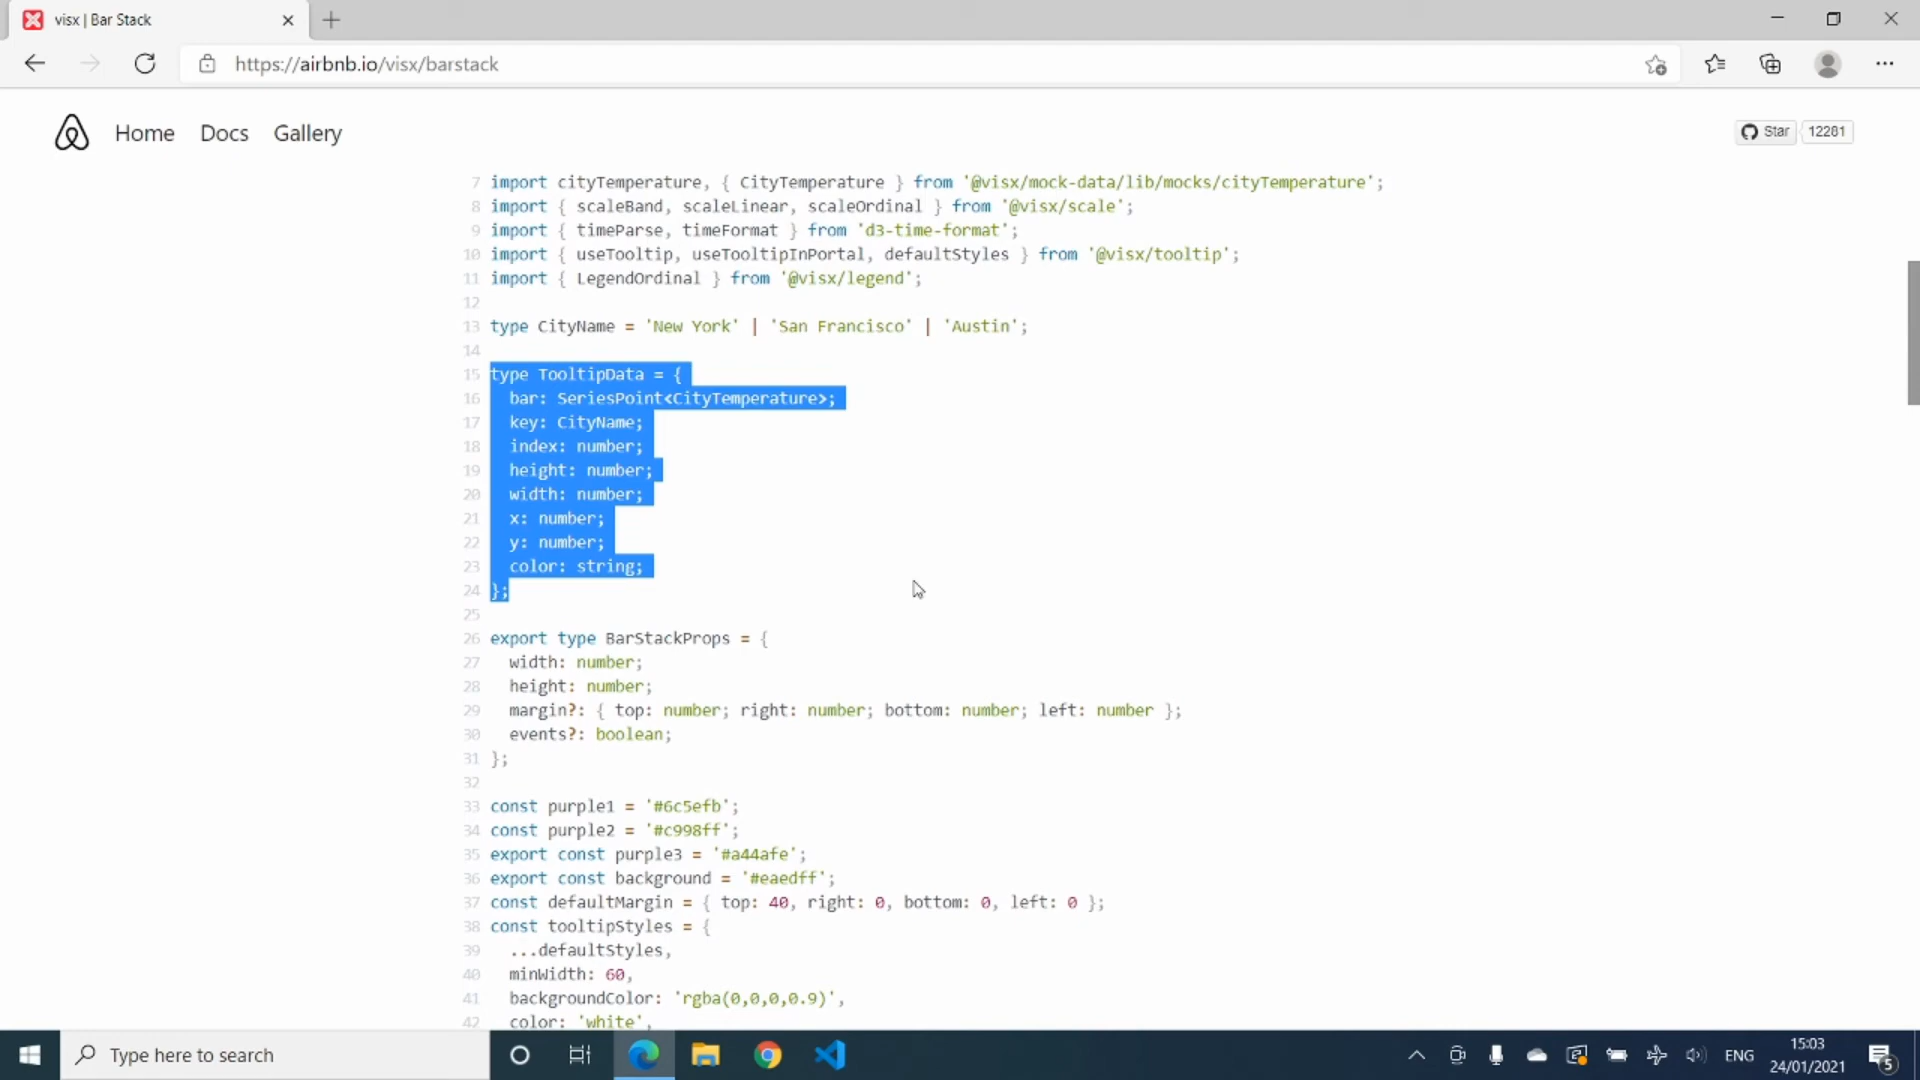 visx | Bar Stack
https://airbnb.io/visx/barstack
Home Docs Gallery
Star 12281
7 import cityTemperature, { CityTemperature } from '@visx/mock-data/lib/mocks/cityTemperature';
8 import { scaleBand, scaleLinear, scaleOrdinal } from '@visx/scale';
9 import { timeParse, timeFormat } from 'd3-time-format';
10 import { useTooltip, useTooltipInPortal, defaultStyles } from '@visx/tooltip';
11 import { LegendOrdinal } from '@visx/legend';
12
13 type CityName = 'New York' | 'San Francisco' | 'Austin';
14
15 type TooltipData = {
16 bar: SeriesPoint<CityTemperature>;
17 key: CityName;
18 index: number;
19 height: number;
20 width: number;
21 x: number;
22 y: number;
23 color: string;
24 };
25
26 export type BarStackProps = {
27 width: number;
28 height: number;
29 margin?: { top: number; right: number; bottom: number; left: number };
30 events?: boolean;
31 };
32
33 const purple1 = '#6c5efb';
34 const purple2 = '#c998ff';
35 export const purple3 = '#a44afe';
36 export const background = '#eaedff';
37 const defaultMargin = { top: 40, right: 0, bottom: 0, left: 0 };
38 const tooltipStyles = {
39 ...defaultStyles,
40 minWidth: 60,
41 backgroundColor: 'rgba(0,0,0,0.9)',
42 color: 'white',
Type here to search
ENG
15:03
24/01/2021
5